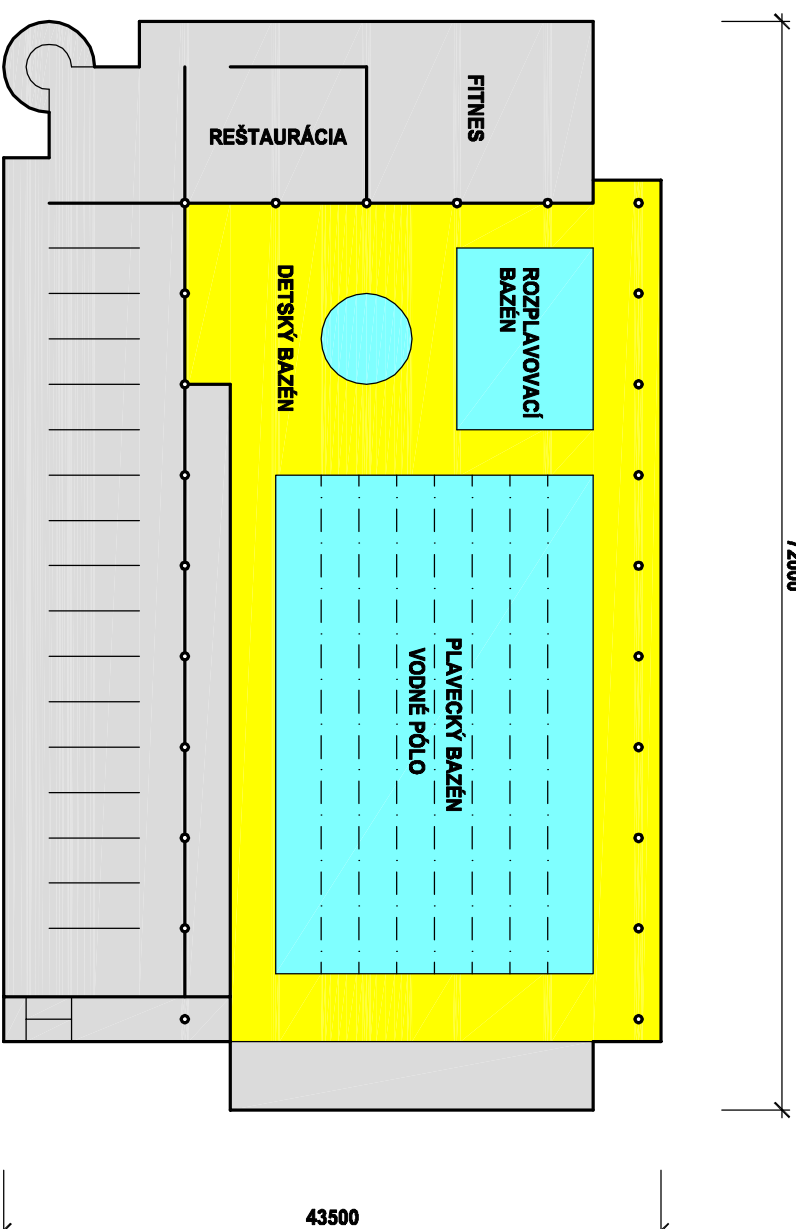 FITNES
REŠTAURÁCIA
DETSKÝ BAZÉN
ROZPLAVOVACÍ
BAZÉN
PLAVECKÝ BAZÉN
VODNÉ PÓLO
43500